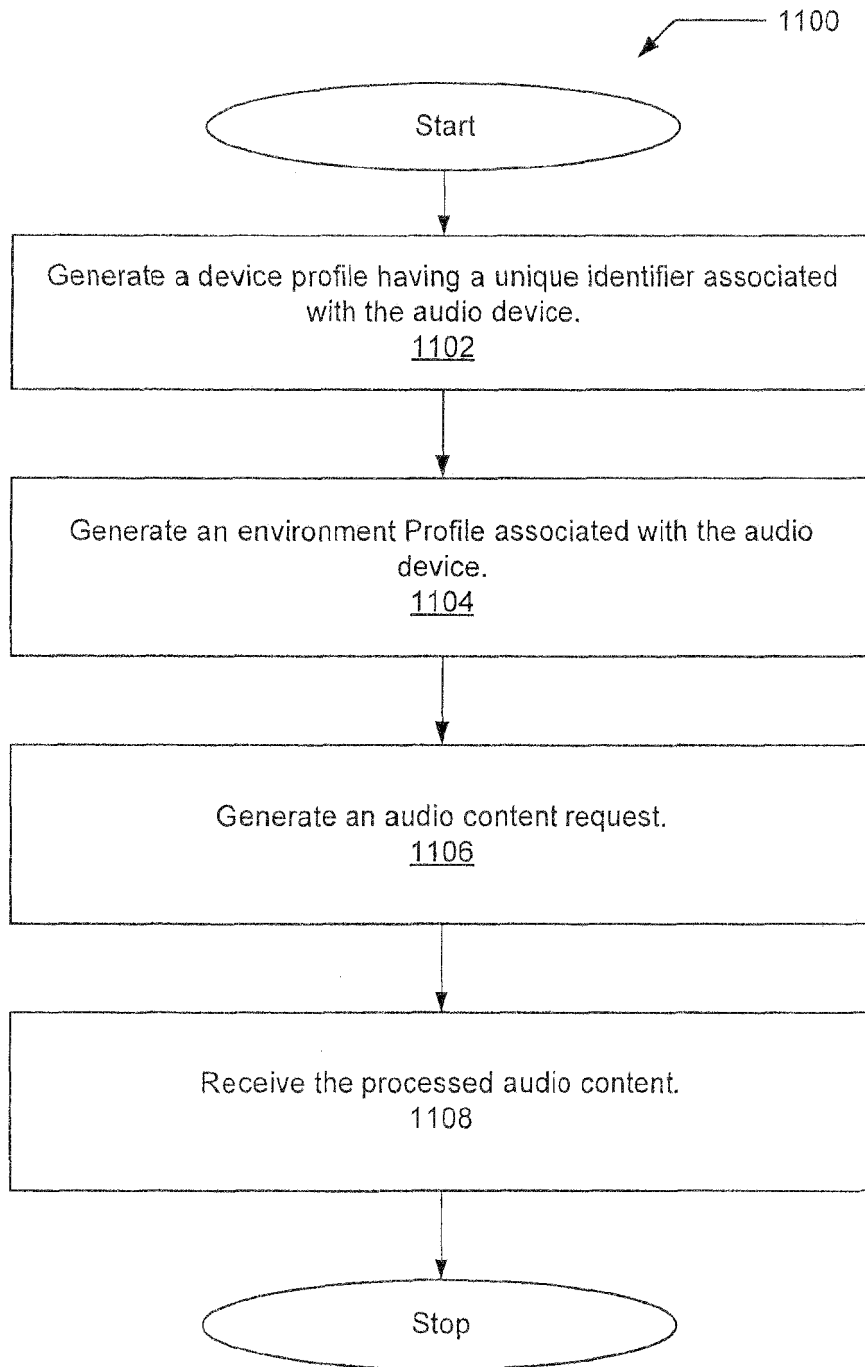 1100
Start
Generate a device profile having a unique identifier associated
with the audio device.
1102
Generate an environment Profile associated with the audio
device.
1104
Generate an audio content request.
1106
Receive the processed audio content.
1108
Stop